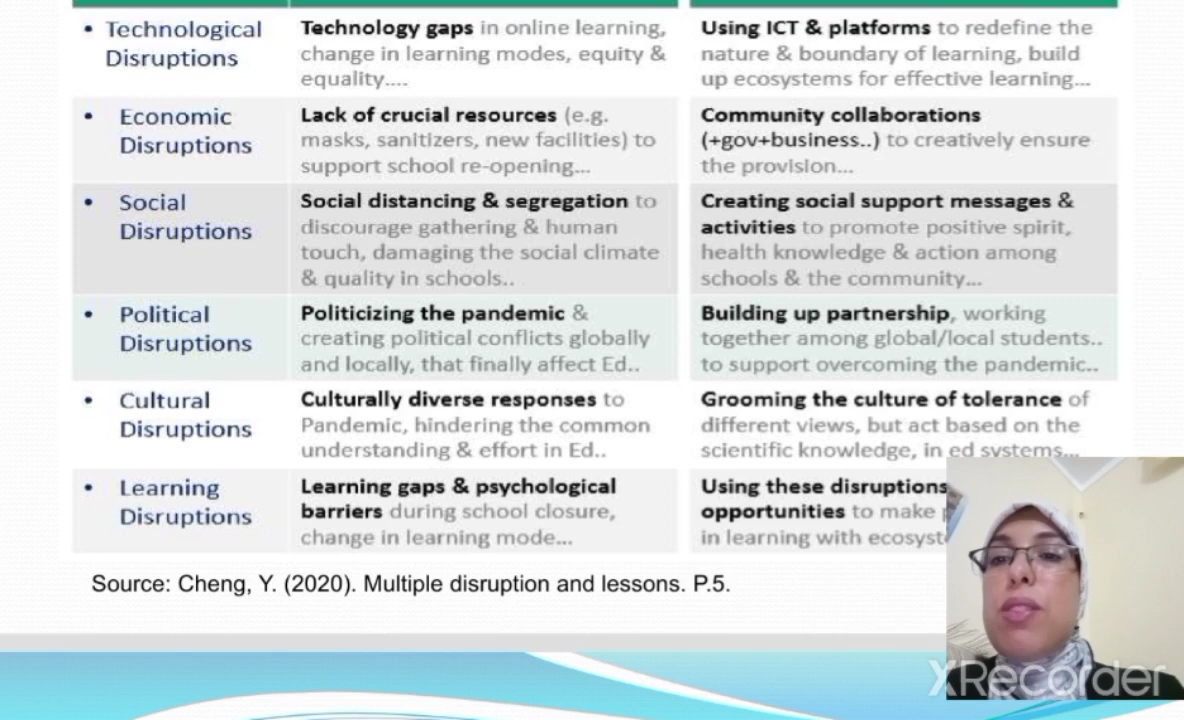 • Technological
Disruptions
Technology gaps in online learning,
change in learning modes, equity &
equality....
Using ICT & platforms to redefine the
nature & boundary of learning, build
up ecosystems for effective learning...
• Economic
Disruptions
Lack of crucial resources (e.g.
masks, sanitizers, new facilities) to
support school re-opening...
Community collaborations
(+gov+business..) to creatively ensure
the provision...
• Social
Disruptions
Social distancing & segregation to
discourage gathering & human
touch, damaging the social climate
& quality in schools..
Creating social support messages &
activities to promote positive spirit,
health knowledge & action among
schools & the community...
• Political
Disruptions
Politicizing the pandemic &
creating political conflicts globally
and locally, that finally affect Ed..
Building up partnership, working
together among global/local students..
to support overcoming the pandemic..
• Cultural
Disruptions
Culturally diverse responses to
Pandemic, hindering the common
understanding & effort in Ed..
Grooming the culture of tolerance of
different views, but act based on the
scientific knowledge, in ed systems...
• Learning
Disruptions
Learning gaps & psychological
barriers during school closure,
change in learning mode...
Using these disruptions
opportunities to make
in learning with
Source: Cheng, Y. (2020). Multiple disruption and lessons. P.5.
XRecorder